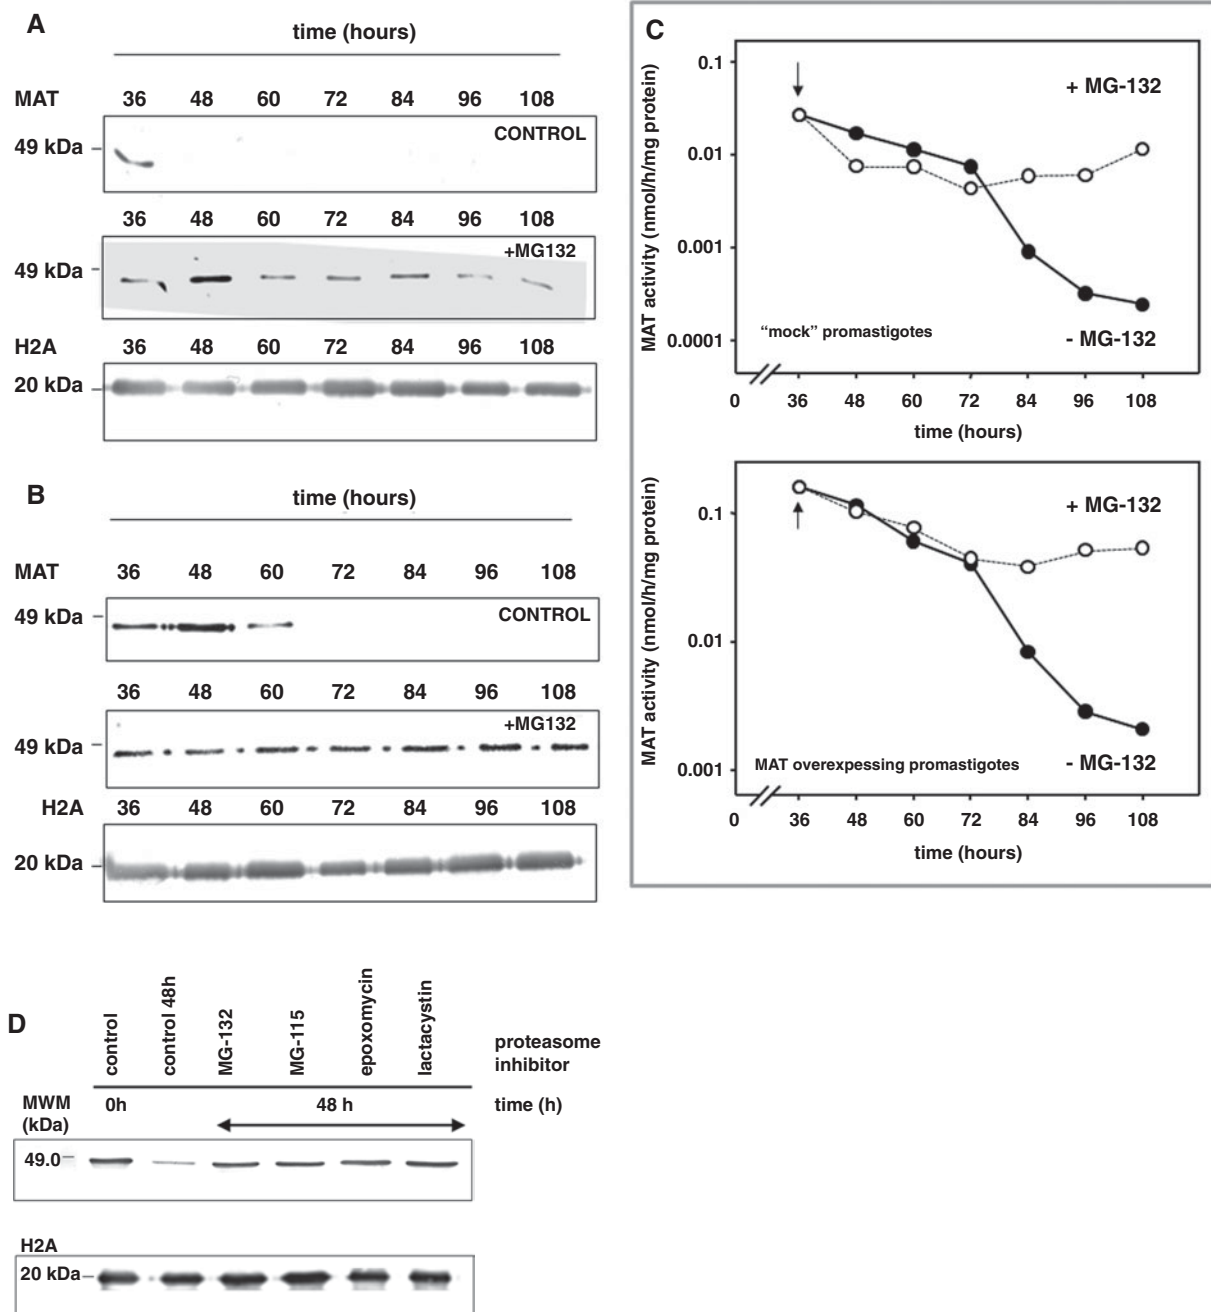 A
time (hours)
MAT 36 48 60 72 84 96 108
CONTROL
49 kDa
36 48 60 72 84 96 108
+MG132
49 kDa
H2A 36 48 60 72 84 96 108
20 kDa
B
time (hours)
MAT 36 48 60 72 84 96 108
CONTROL
49 kDa
36 48 60 72 84 96 108
+MG132
49 kDa
H2A
36 48 60 72 84 96 108
20 kDa
C
MAT activity (nmol/h/mg protein)
0.1
0.01
0.001
0.0001
+ MG-132
"mock" promastigotes
- MG-132
0 36 48 60 72 84 96 108
time (hours)
MAT activity (nmol/h/mg protein)
0.1
0.01
0.001
+ MG-132
MAT overexpessing promastigotes
- MG-132
0 36 48 60 72 84 96 108
time (hours)
D
control
control 48h
MG-132
MG-115
epoxomycin
lactacystin
proteasome
inhibitor
MWM
(kDa)
0h 48 h time (h)
49.0
H2A
20 kDa